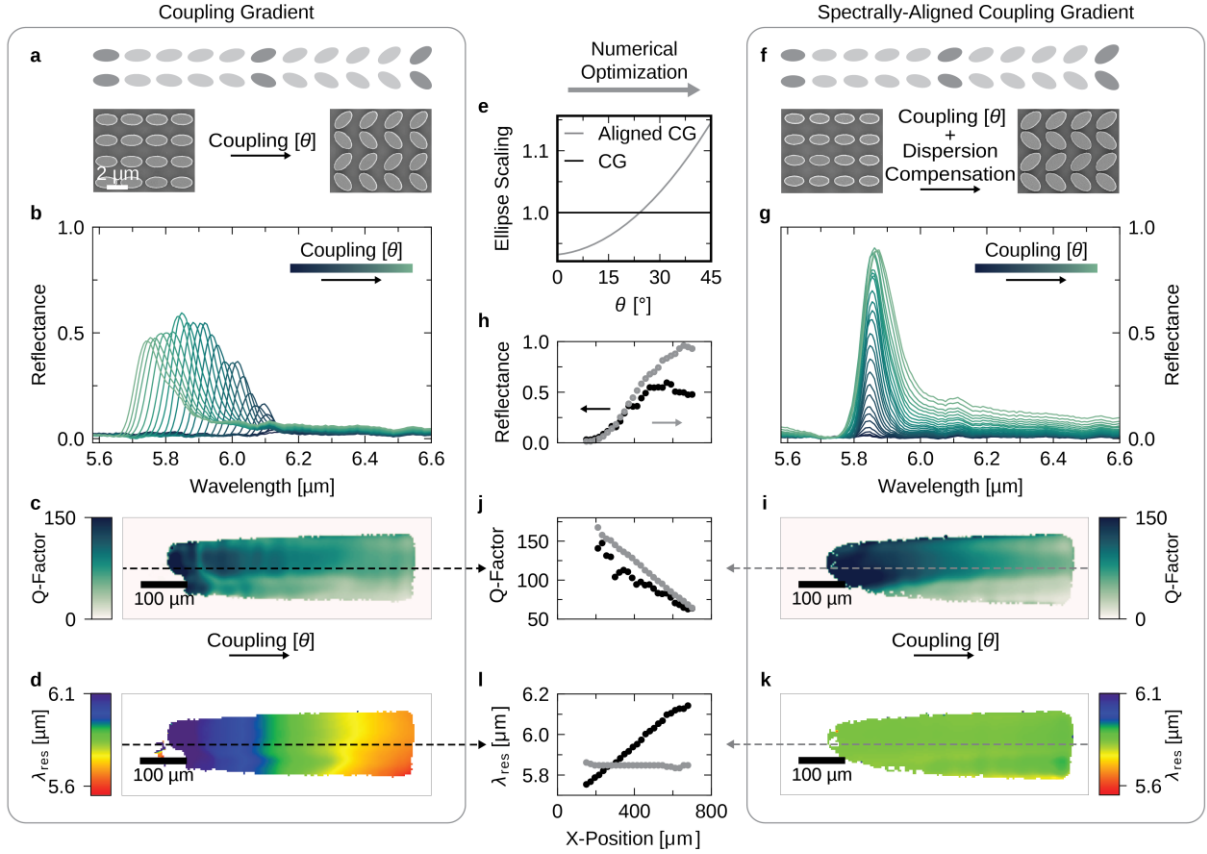 Coupling Gradient
Spectrally-Aligned Coupling Gradient
a
2 µm
Coupling [θ]
b
1.0
0.5
0.0
Reflectance
Coupling [θ]
5.6
5.8
6.0
6.2
6.4
6.6
Wavelength [µm]
c
150
0
Q-Factor
100 µm
Coupling [θ]
d
6.1
5.6
λres [µm]
100 µm
Numerical
Optimization
e
Ellipse Scaling
1.1
1.0
Aligned CG
CG
0
15
30
45
θ [°]
h
Reflectance
1.0
0.5
0.0
j
Q-Factor
150
100
50
l
λres [µm]
6.2
6.0
5.8
0
400
800
X-Position [µm]
f
Coupling [θ]
+
Dispersion
Compensation
g
Coupling [θ]
1.0
0.5
0.0
Reflectance
5.6
5.8
6.0
6.2
6.4
6.6
Wavelength [µm]
i
100 µm
150
0
Q-Factor
Coupling [θ]
k
100 µm
6.1
5.6
λres [µm]